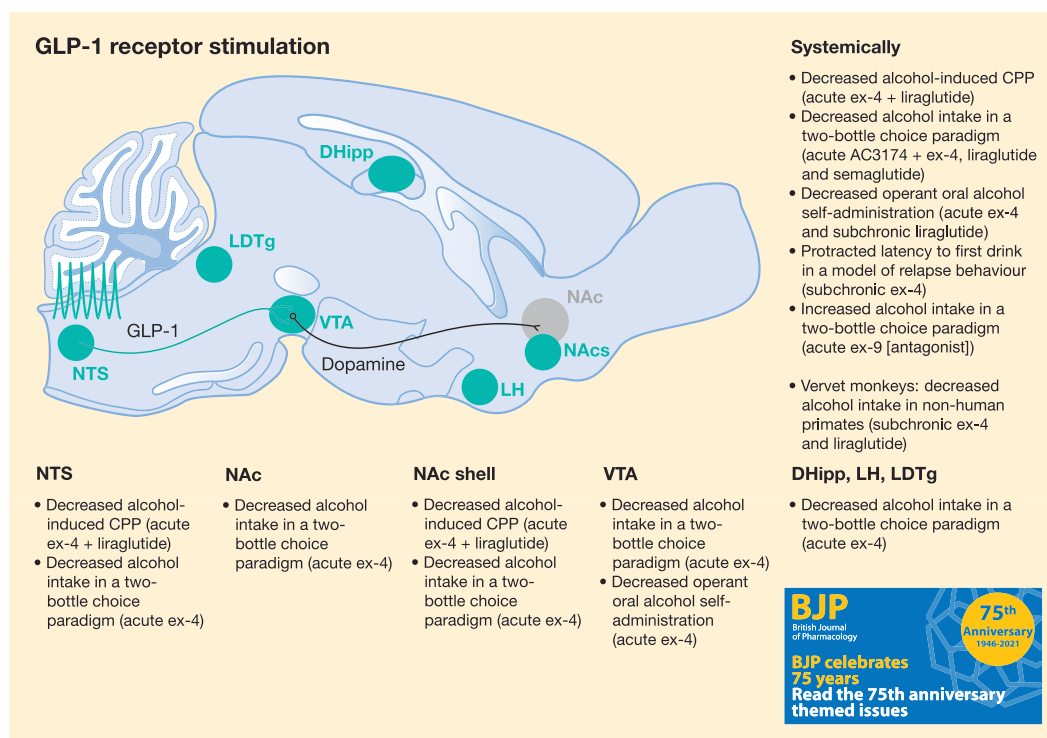 GLP-1 receptor stimulation
DHipp
LDTg
NAc
GLP-1
VTA
NAcs
Dopamine
NTS
LH
Systemically
• Decreased alcohol-induced CPP
(acute ex-4 + liraglutide)
• Decreased alcohol intake in a
two-bottle choice paradigm
(acute AC3174 + ex-4, liraglutide
and semaglutide)
• Decreased operant oral alcohol
self-administration (acute ex-4
and subchronic liraglutide)
• Protracted latency to first drink
in a model of relapse behaviour
(subchronic ex-4)
• Increased alcohol intake in a
two-bottle choice paradigm
(acute ex-9 [antagonist])
• Vervet monkeys: decreased
alcohol intake in non-human
primates (subchronic ex-4
and liraglutide)
NTS
• Decreased alcohol-
induced CPP (acute
ex-4 + liraglutide)
• Decreased alcohol
intake in a two-
bottle choice
paradigm (acute ex-4)
NAc
• Decreased alcohol
intake in a two-
bottle choice
paradigm (acute ex-4)
NAc shell
• Decreased alcohol-
induced CPP (acute
ex-4 + liraglutide)
• Decreased alcohol
intake in a two-
bottle choice
paradigm (acute ex-4)
VTA
• Decreased alcohol
intake in a two-
bottle choice
paradigm (acute ex-4)
• Decreased operant
oral alcohol self-
administration
(acute ex-4)
DHipp, LH, LDTg
• Decreased alcohol intake in a
two-bottle choice paradigm
(acute ex-4)
BJP
British Journal
of Pharmacology
75th
Anniversary
1946-2021
BJP celebrates
75 years
Read the 75th anniversary
themed issues